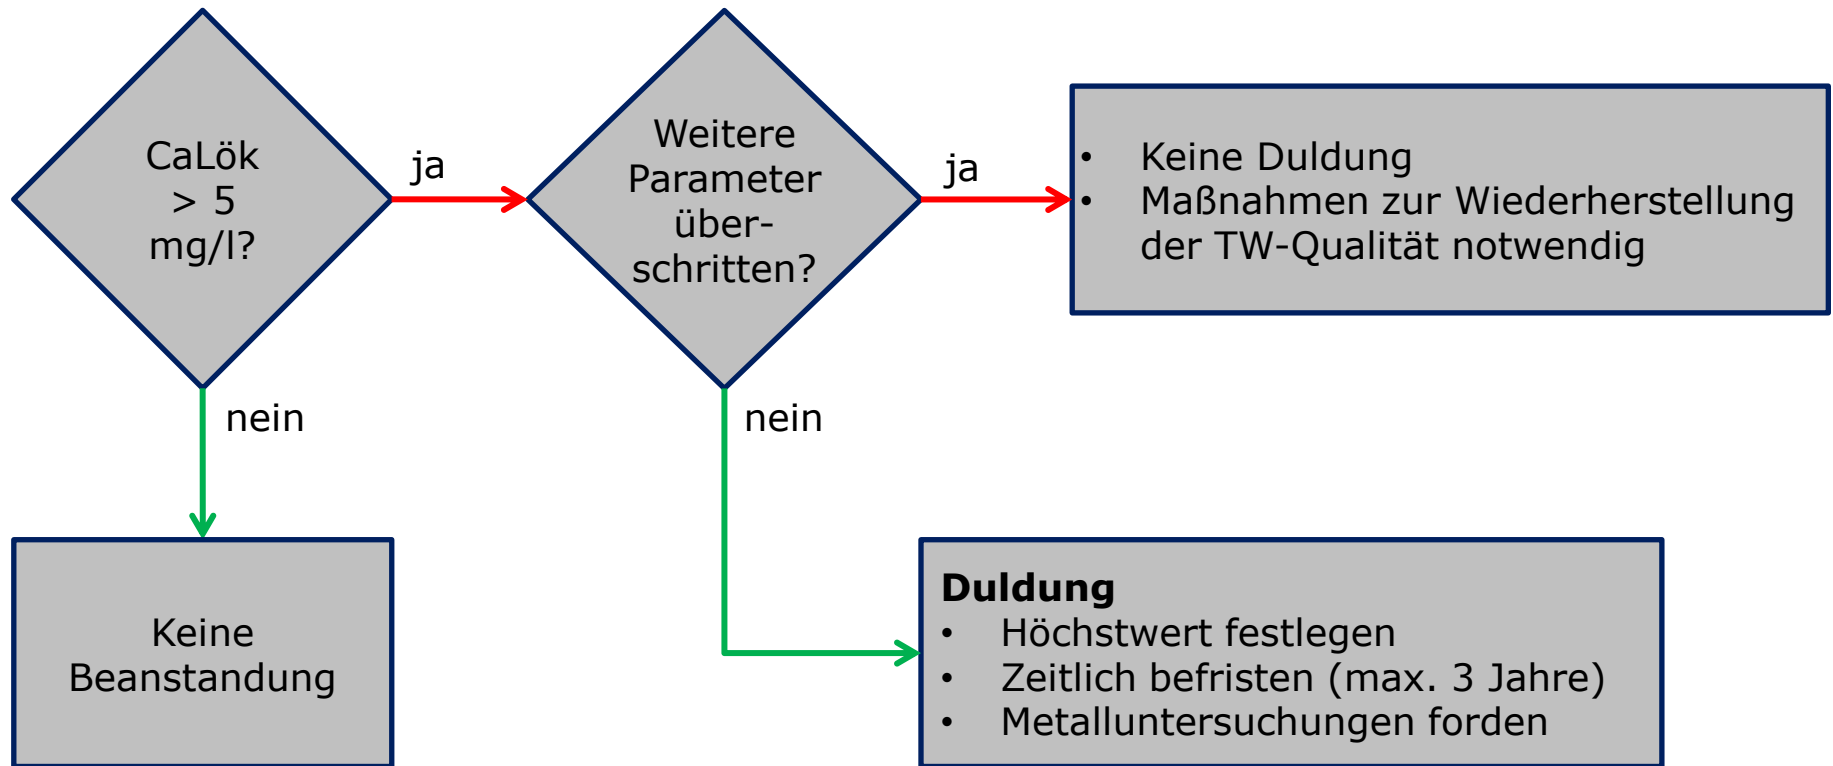 CaLök
> 5
mg/l?
ja
Weitere
Parameter
über-
schritten?
ja
• Keine Duldung
• Maßnahmen zur Wiederherstellung
der TW-Qualität notwendig
nein
nein
Keine
Beanstandung
Duldung
• Höchstwert festlegen
• Zeitlich befristen (max. 3 Jahre)
• Metalluntersuchungen forden